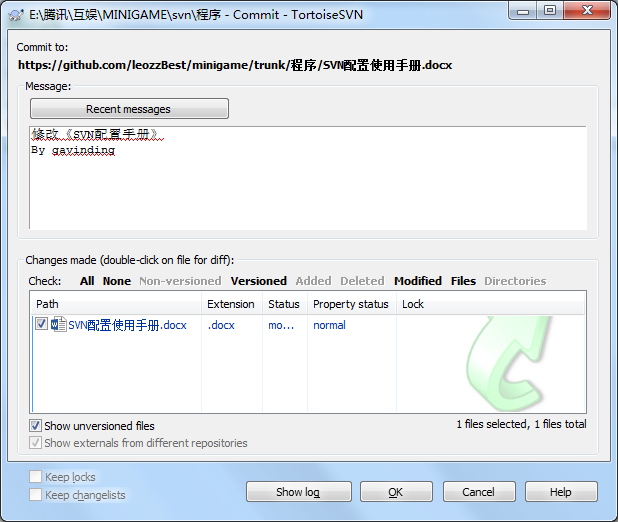 E:\腾讯\互娱\MINIGAME\svn\程序 - Commit - TortoiseSVN
Commit to:
https://github.com/leozzBest/minigame/trunk/程序/SVN配置使用手册.docx
Message:
Recent messages
修改《SVN配置手册》
By gavinding
Changes made (double-click on file for diff):
Check: All None Non-versioned Versioned Added Deleted Modified Files Directories
Path Extension Status Property status Lock
SVN配置使用手册.docx .docx mo... normal
Show unversioned files 1 files selected, 1 files total
Show externals from different repositories
Keep locks
Keep changelists
Show log OK Cancel Help